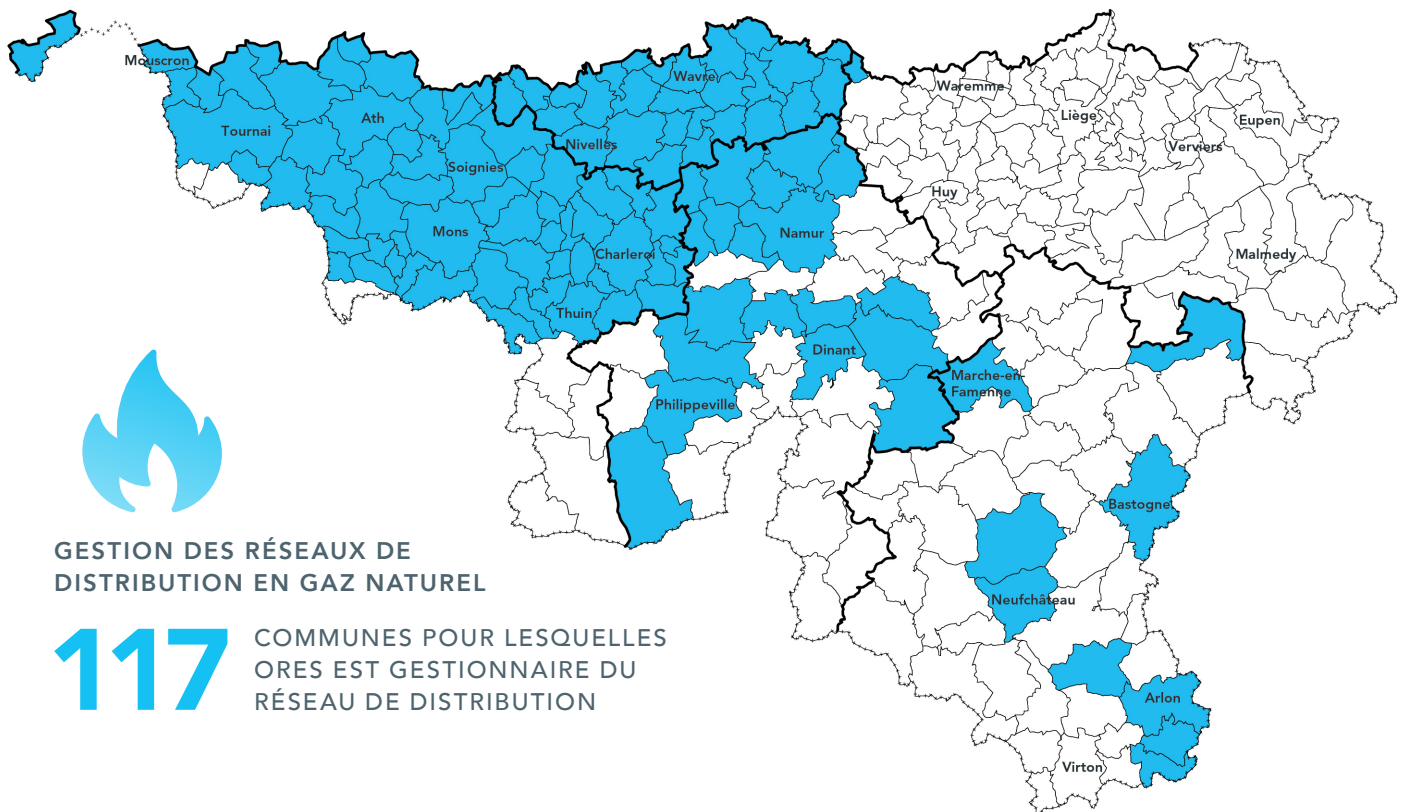 Mouscron
Wavre
Waremme
Liège
Eupen
Ath
Tournai
Nivelles
Verviers
Soignies
Huy
Mons
Namur
Charleroi
Malmedy
Thuin
Dinant
Marche-en-
Famenne
Philippeville
Bastogne
Neufchâteau
Arlon
Virton
GESTION DES RÉSEAUX DE
DISTRIBUTION EN GAZ NATUREL
117
COMMUNES POUR LESQUELLES
ORES EST GESTIONNAIRE DU
RÉSEAU DE DISTRIBUTION